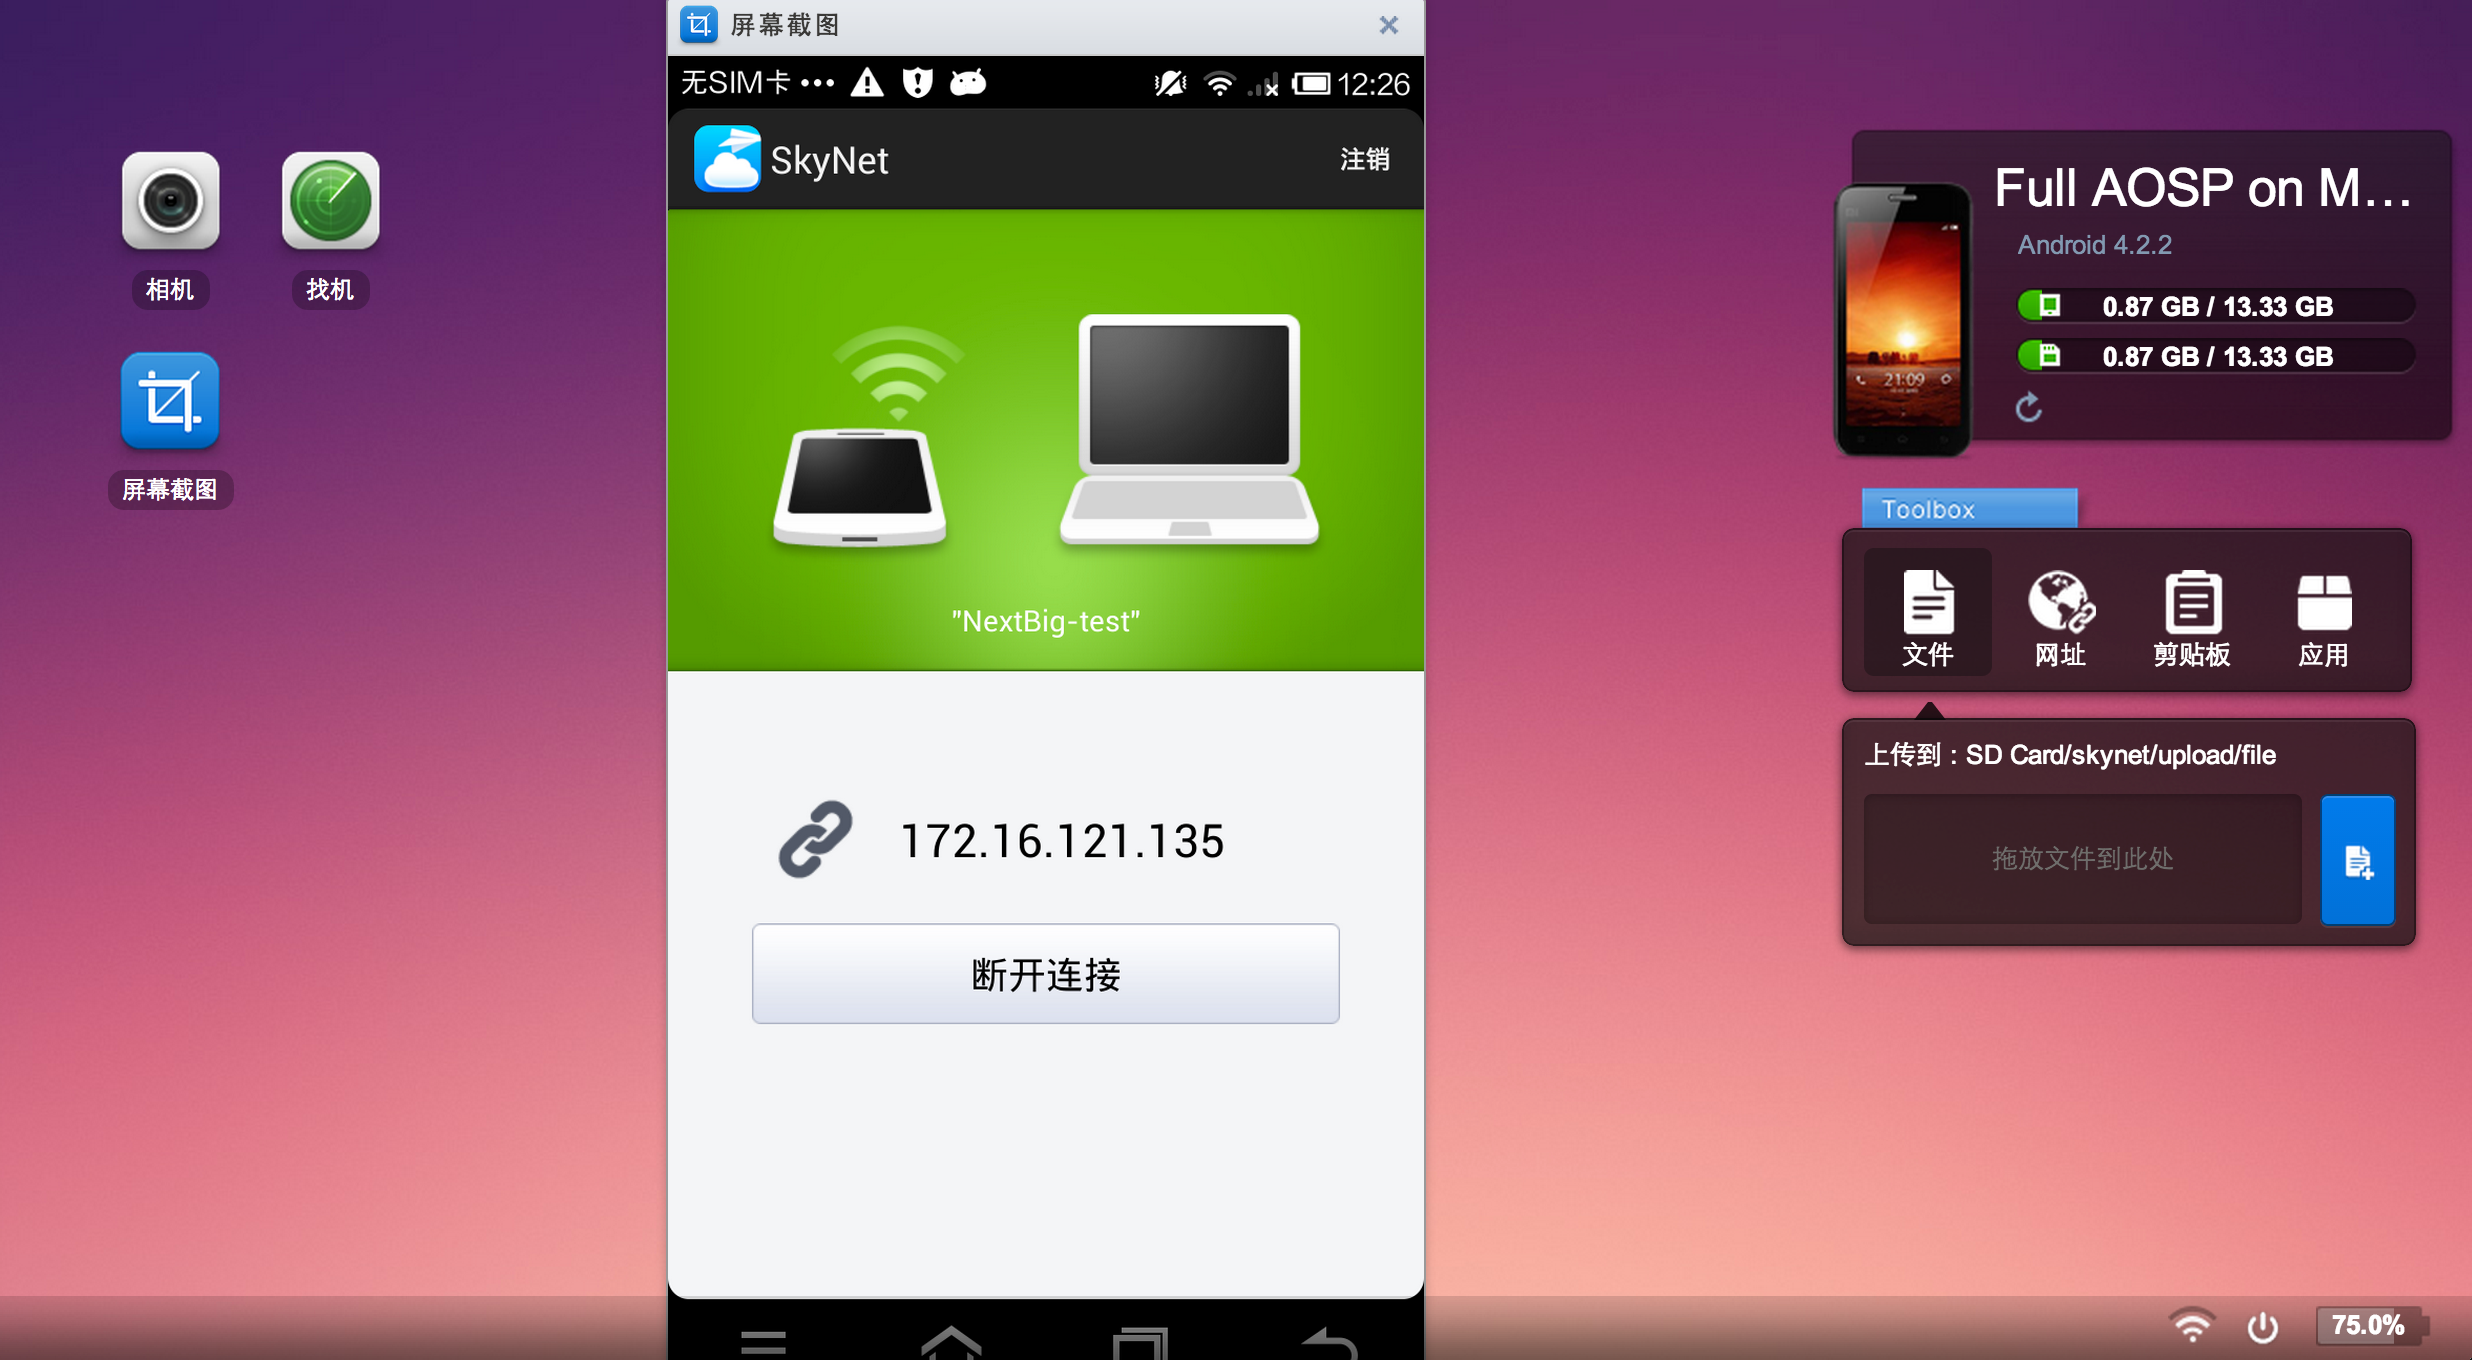 屏幕截图
无SIM卡 ••• 12:26
SkyNet 注销
"NextBig-test"
172.16.121.135
断开连接
相机
找机
屏幕截图
Full AOSP on M...
Android 4.2.2
0.87 GB / 13.33 GB
0.87 GB / 13.33 GB
21:09
Toolbox
文件
网址
剪贴板
应用
上传到：SD Card/skynet/upload/file
拖放文件到此处
75.0%